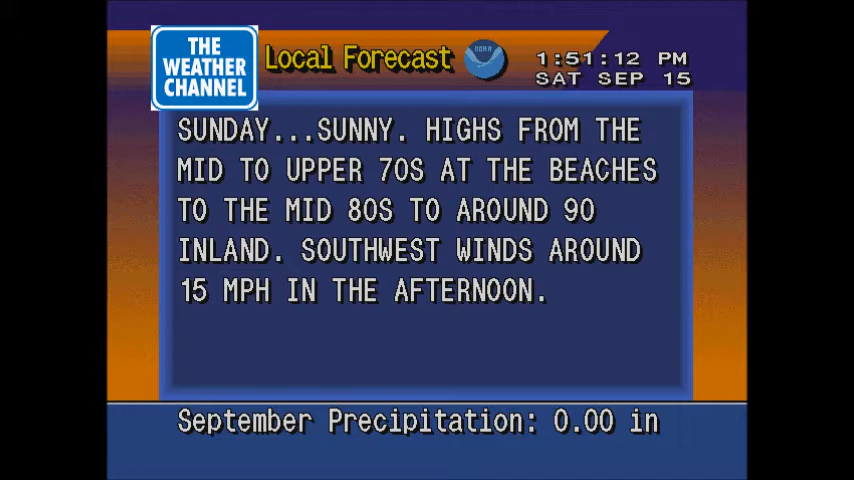 THE
WEATHER
CHANNEL
Local Forecast
NOAA
1:51:12 PM
SAT SEP 15
SUNDAY...SUNNY. HIGHS FROM THE
MID TO UPPER 70S AT THE BEACHES
TO THE MID 80S TO AROUND 90
INLAND. SOUTHWEST WINDS AROUND
15 MPH IN THE AFTERNOON.
September Precipitation: 0.00 in